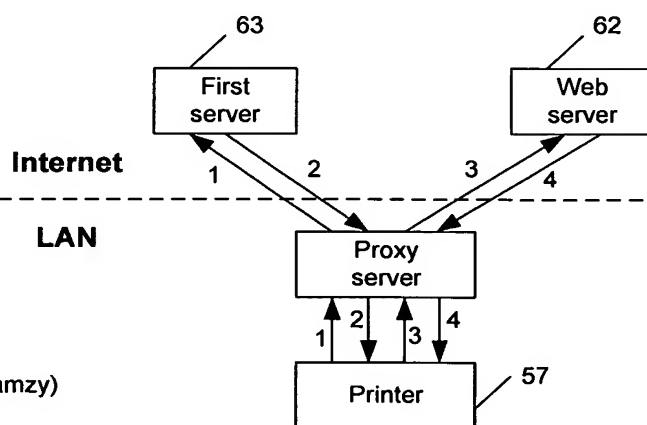 63
62
First
server
Web
server
Internet
1
2
3
4
LAN
Proxy
server
1
2
3
4
amzy)
57
Printer